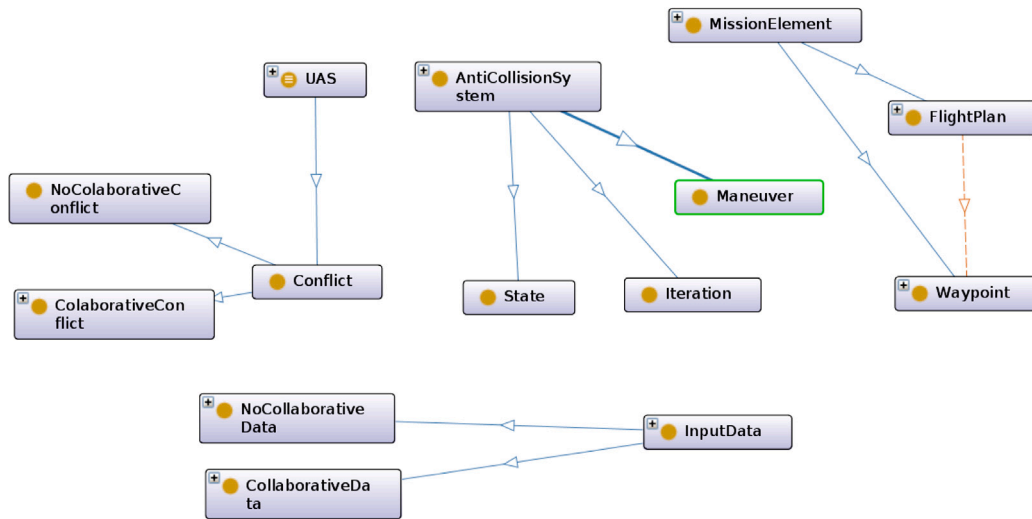 MissionElement
UAS
AntiCollisionSy
stem
FlightPlan
NoColaborativeC
onflict
Maneuver
Conflict
State
Iteration
Waypoint
ColaborativeCon
flict
NoCollaborative
Data
InputData
CollaborativeDa
ta